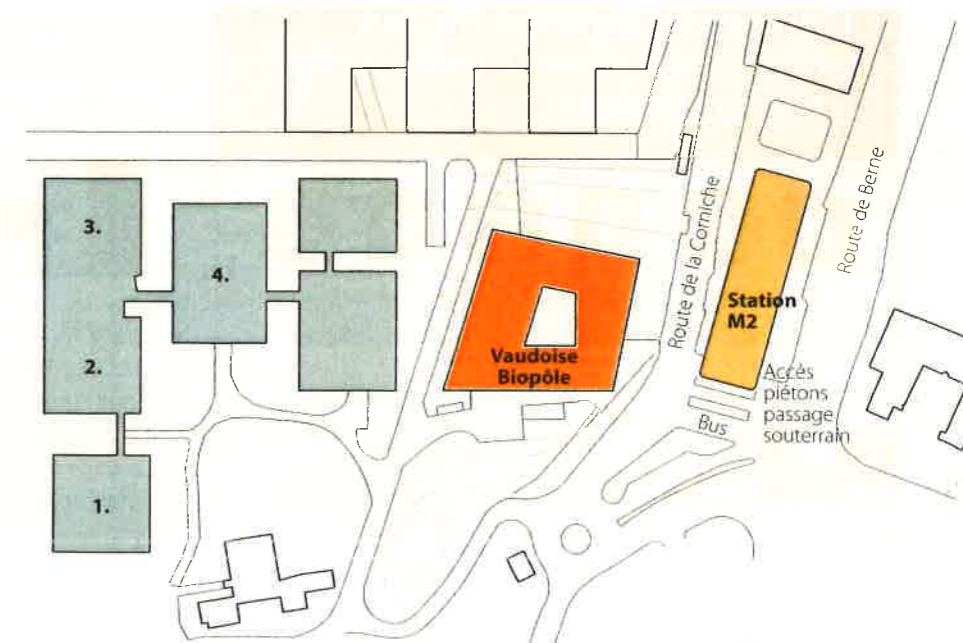 3.
4.
2.
1.
Vaudoise
Biopôle
Route de la Corniche
Station
M2
Route de Berne
Accès
piétons
passage
souterrain
Bus